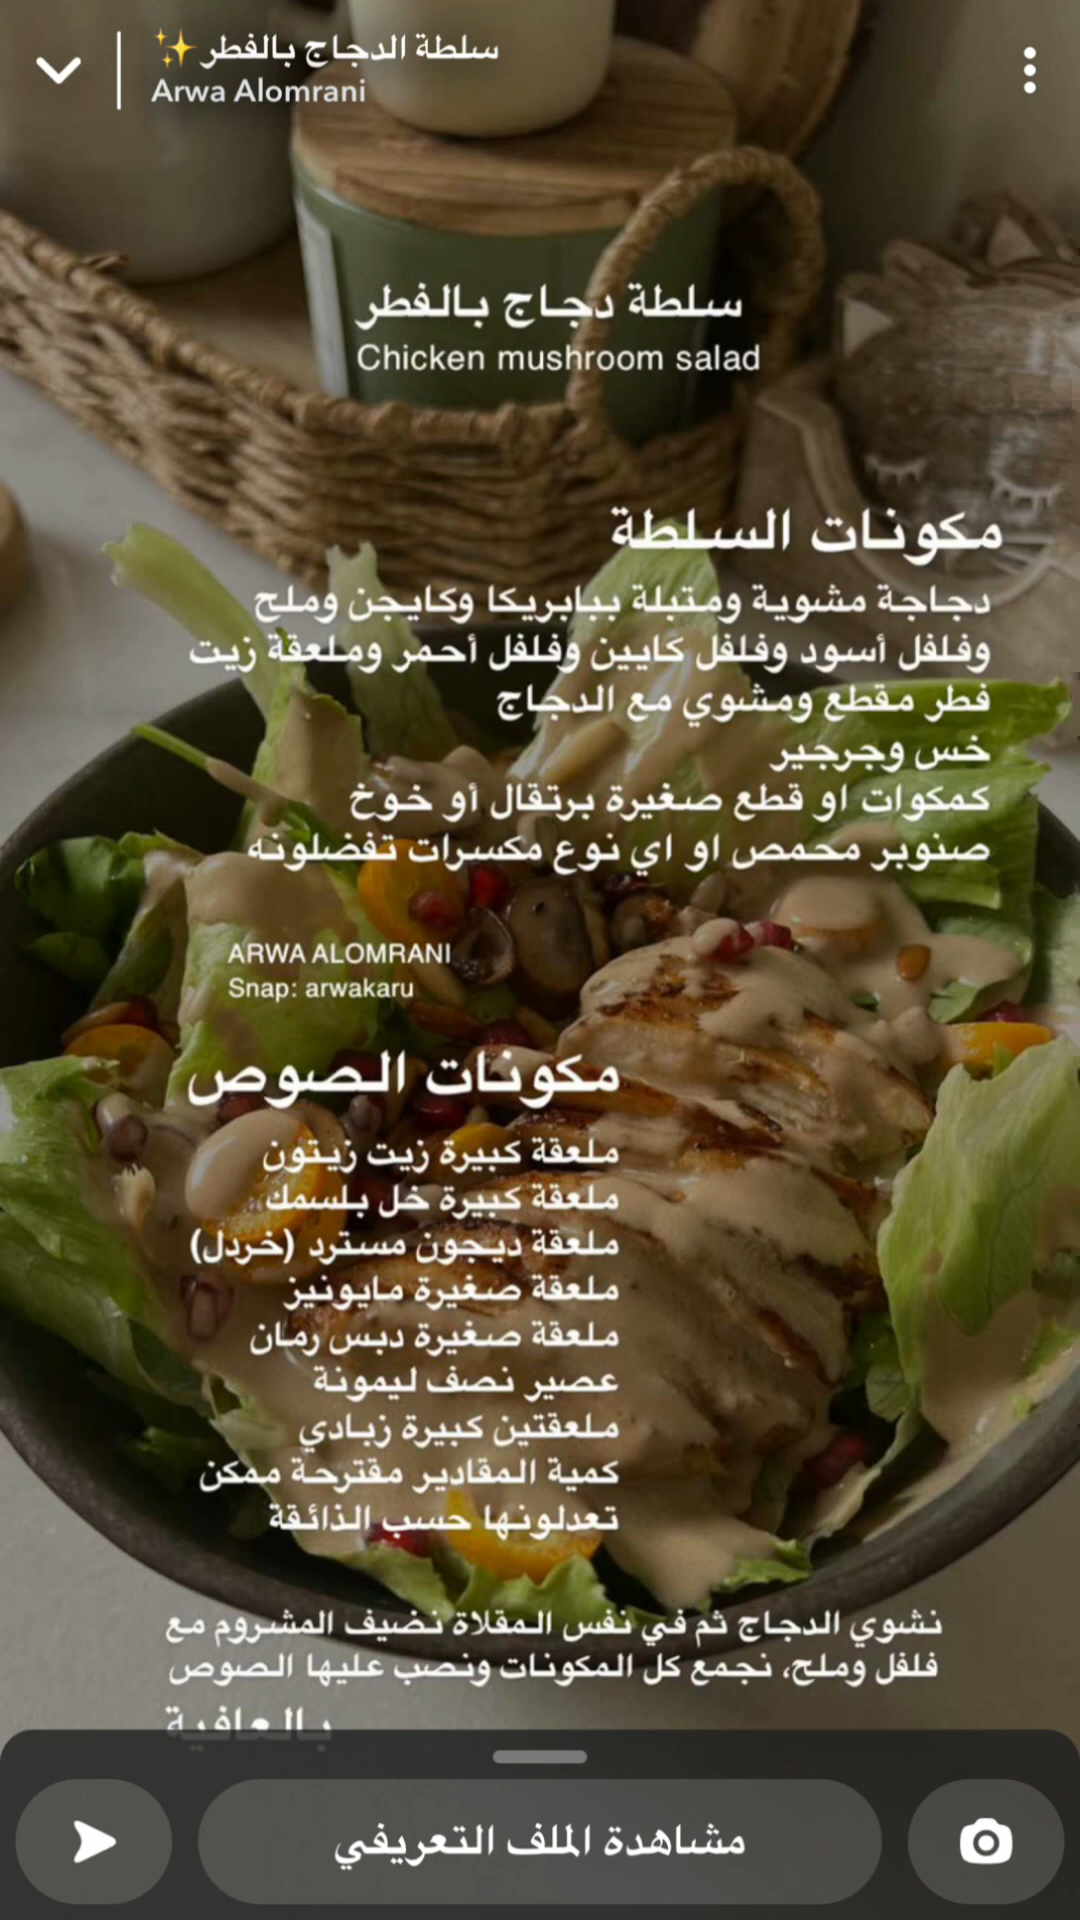 سلطة الدجاج بالفطر✨
Arwa Alomrani
سلطة دجاج بالفطر
Chicken mushroom salad
مكونات السلطة
دجاجة مشوية ومتبلة ببابريكا وكايجن وملح
وفلفل أسود وفلفل كايين وفلفل أحمر وملعقة زيت
فطر مقطع ومشوي مع الدجاج
خس وجرجير
كمكوات او قطع صغيرة برتقال أو خوخ
صنوبر محمص او اي نوع مكسرات تفضلونه
ARWA ALOMRANI
Snap: arwakaru
مكونات الصوص
ملعقة كبيرة زيت زيتون
ملعقة كبيرة خل بلسمك
ملعقة ديجون مسترد (خردل)
ملعقة صغيرة مايونيز
ملعقة صغيرة دبس رمان
عصير نصف ليمونة
ملعقتين كبيرة زبادي
كمية المقادير مقترحة ممكن
تعدلونها حسب الذائقة
نشوي الدجاج ثم في نفس المقلاة نضيف المشروم مع
فلفل وملح، نجمع كل المكونات ونصب عليها الصوص
بالعافية
مشاهدة الملف التعريفي